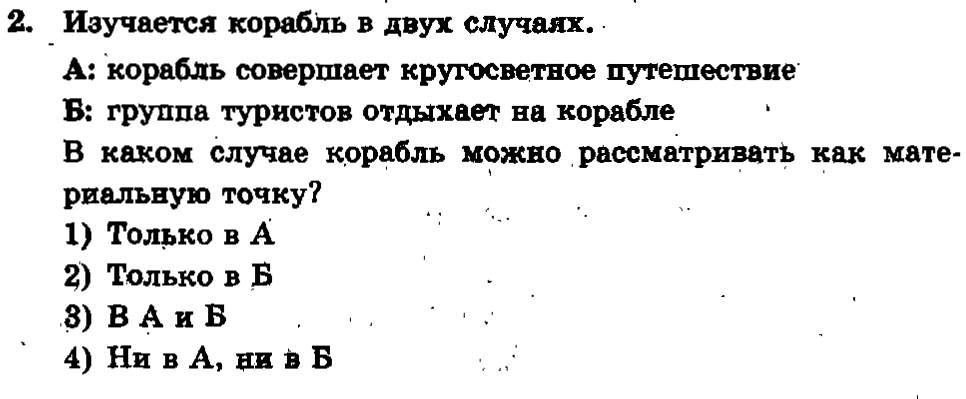 2. Изучается корабль в двух случаях.
А: корабль совершает кругосветное путешествие
Б: группа туристов отдыхает на корабле
В каком случае корабль можно рассматривать как мате-
риальную точку?
1) Только в А
2) Только в Б
3) В А и Б
4) Ни в А, ни в Б